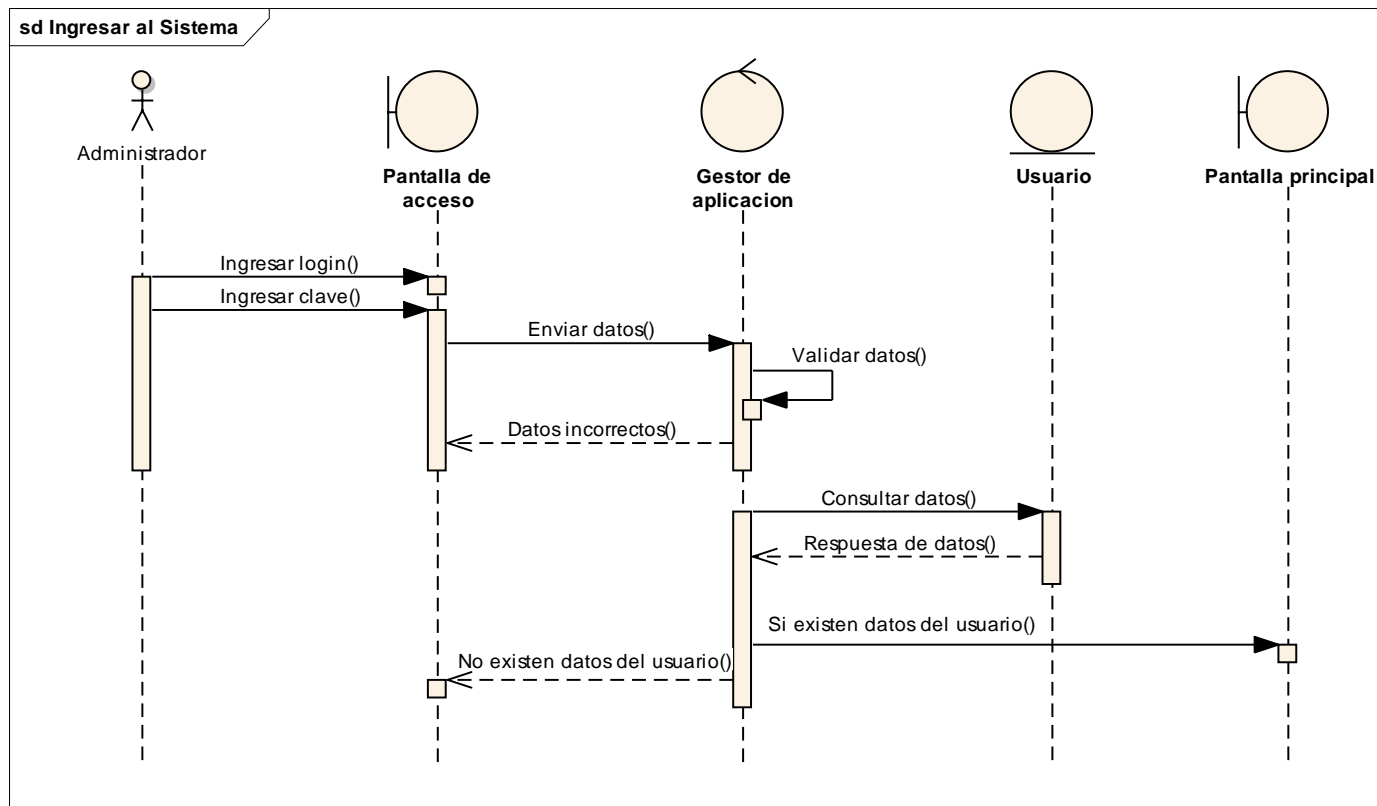 sd Ingresar al Sistema
Administrador
Pantalla de
acceso
Gestor de
aplicacion
Usuario
Pantalla principal
Ingresar login()
Ingresar clave()
Enviar datos()
Validar datos()
Datos incorrectos()
Consultar datos()
Respuesta de datos()
Si existen datos del usuario()
No existen datos del usuario()